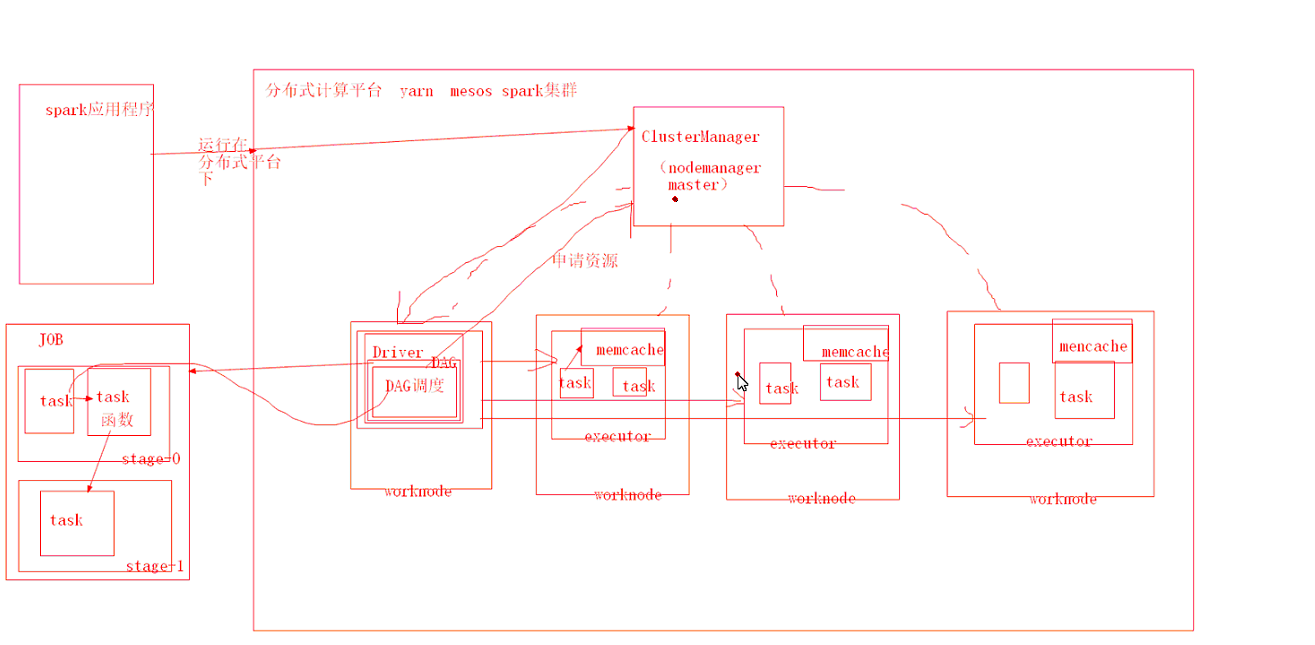 分布式计算平台 yarn mesos spark集群
spark应用程序
运行在
分布式平台
下
ClusterManager
（nodemanager
master）
申请资源
JOB
task
task
函数
stage-0
task
stage-1
Driver
DAG
DAG调度
worknode
memcache
task
task
executor
worknode
memcache
task
task
executor
worknode
mencache
task
executor
worknode